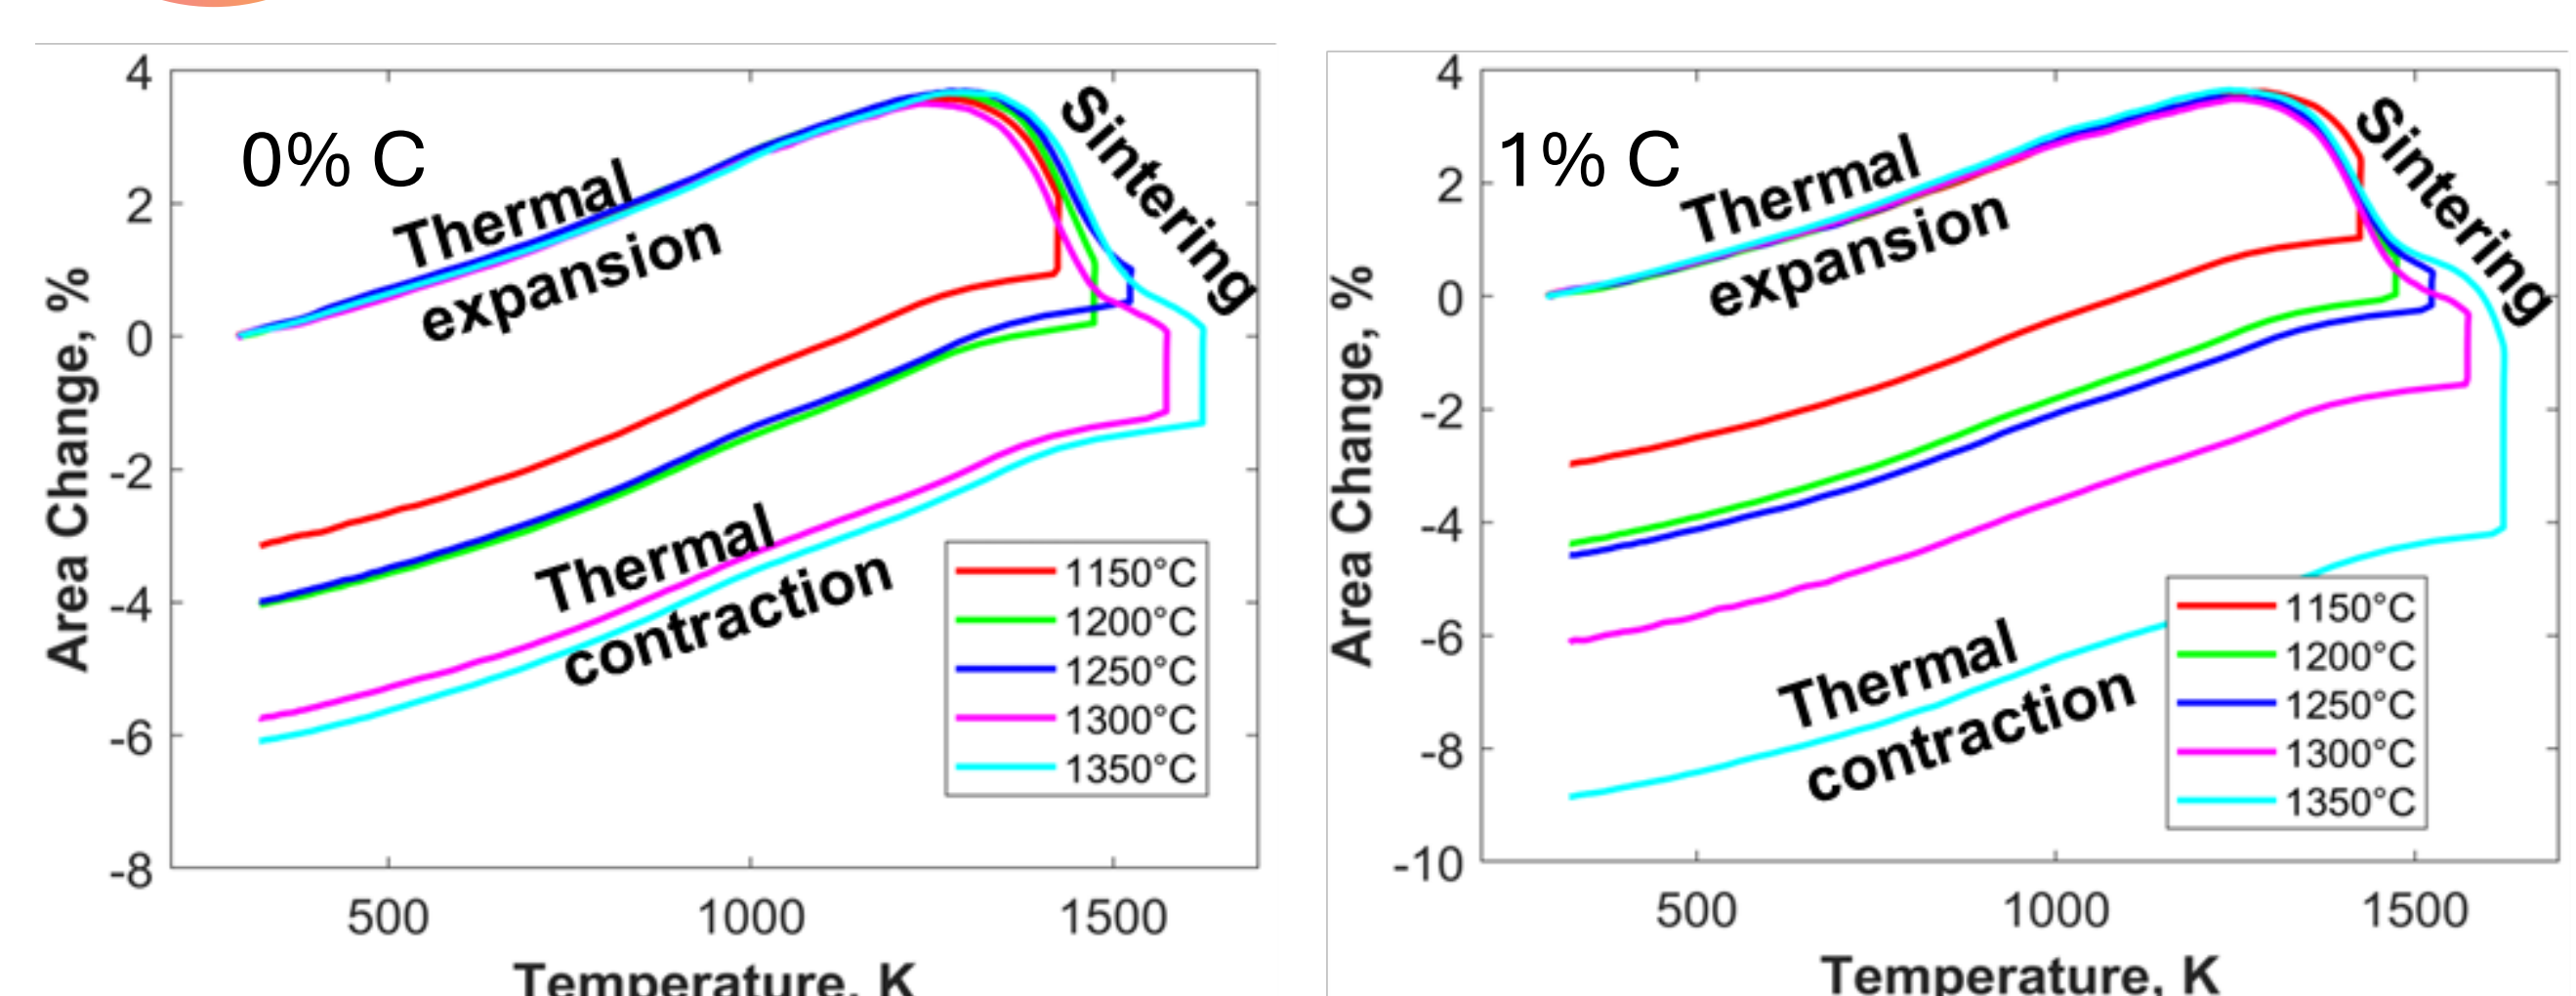 4
2
0
-2
-4
-6
-8
Area Change, %
0% C
Thermal
expansion
Sintering
Thermal
contraction
1150°C
1200°C
1250°C
1300°C
1350°C
500
1000
1500
Temperature, K
4
2
0
-2
-4
-6
-8
-10
Area Change, %
1% C
Thermal
expansion
Sintering
Thermal
contraction
1150°C
1200°C
1250°C
1300°C
1350°C
500
1000
1500
Temperature, K